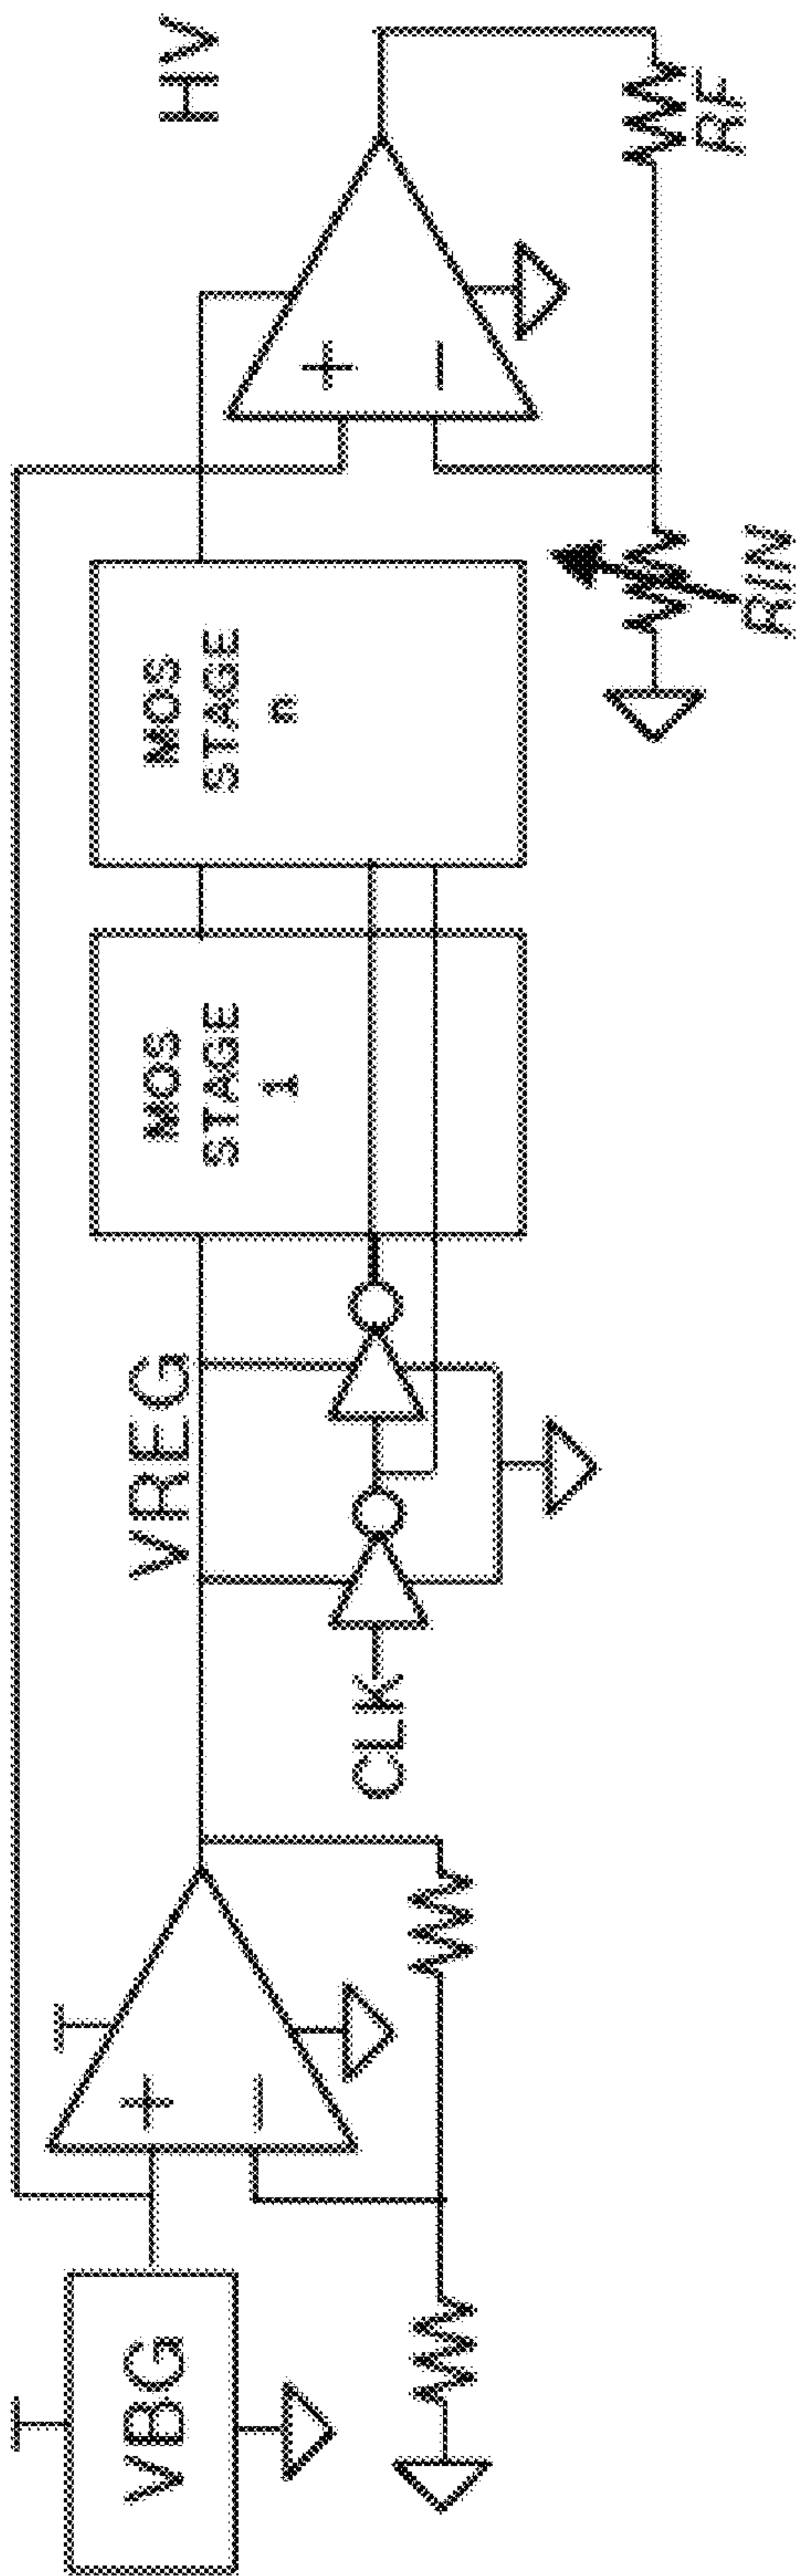 VBG
+
−
VREG
CLK
MOS
STAGE
1
MOS
STAGE
n
+
−
HV
RIN
RF